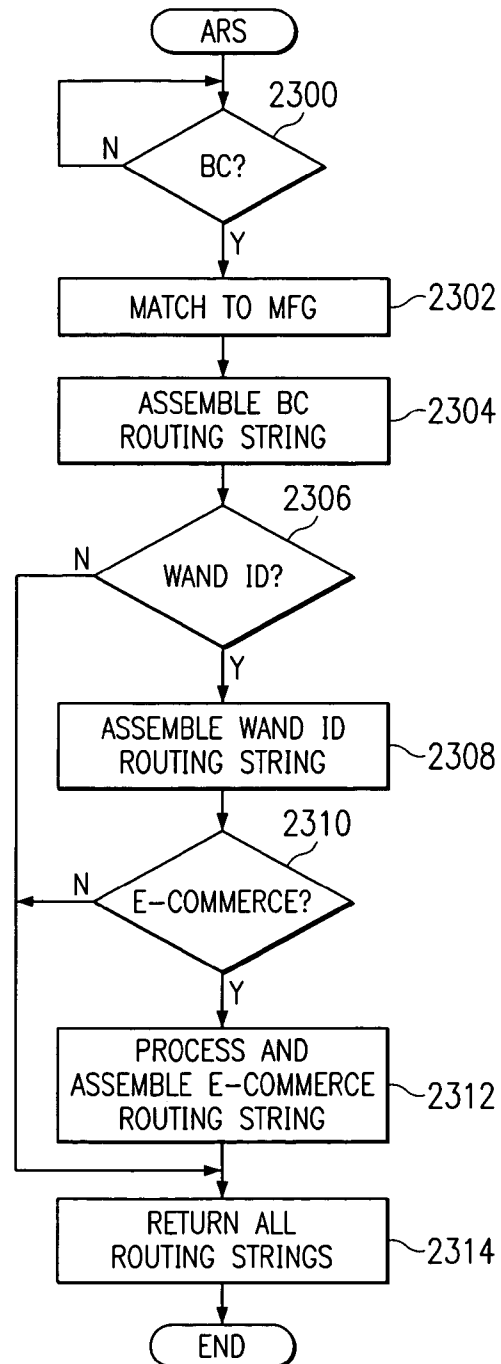 ARS
2300
N
BC?
Y
MATCH TO MFG
2302
ASSEMBLE BC
ROUTING STRING
2304
2306
N
WAND ID?
Y
ASSEMBLE WAND ID
ROUTING STRING
2308
2310
N
E-COMMERCE?
Y
PROCESS AND
ASSEMBLE E-COMMERCE
ROUTING STRING
2312
RETURN ALL
ROUTING STRINGS
2314
END